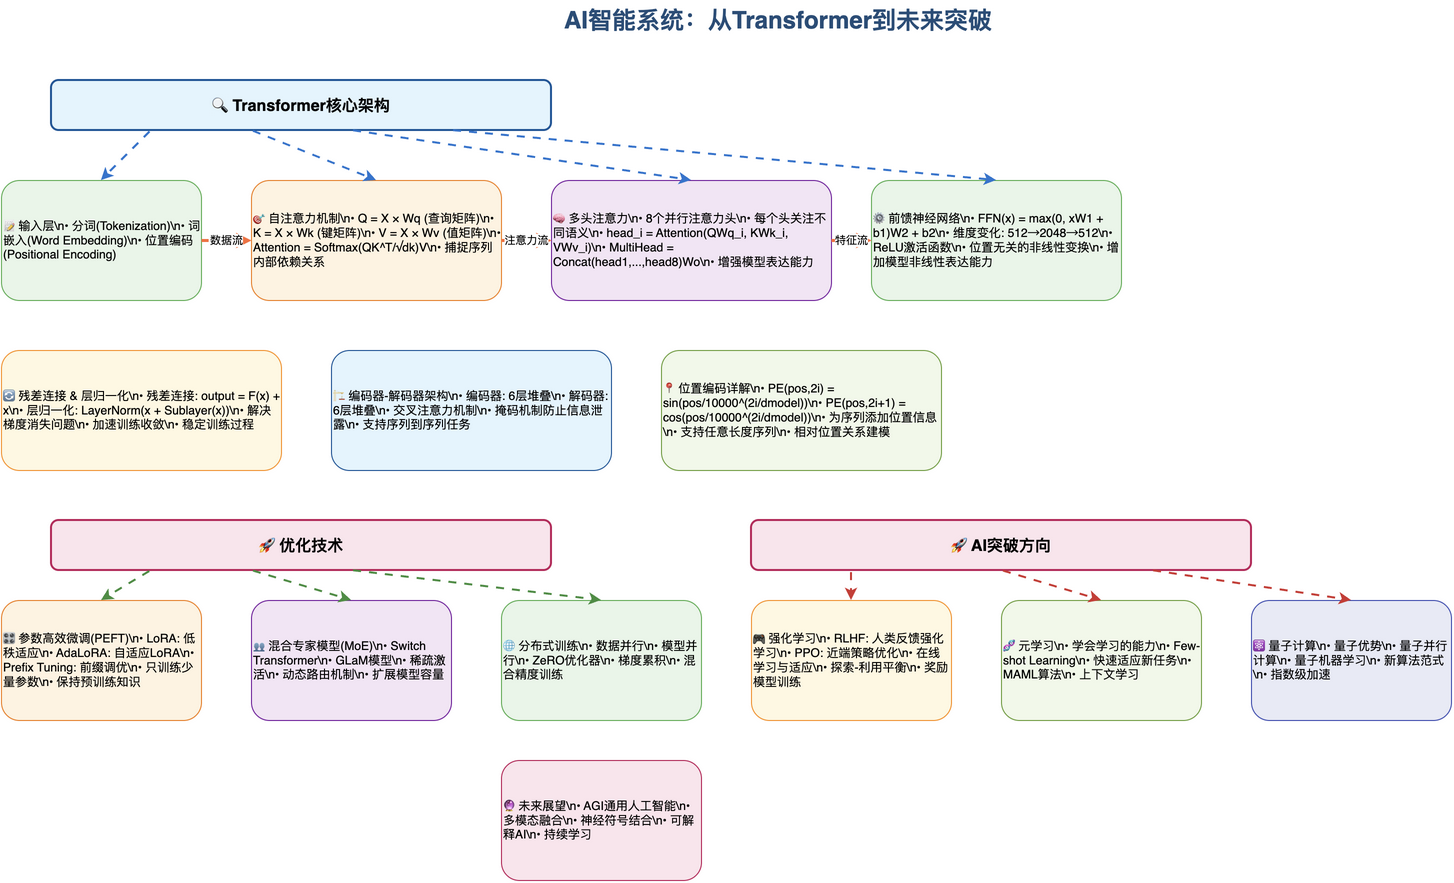 AI智能系统：从Transformer到未来突破
🔍 Transformer核心架构
📝 输入层\n• 分词(Tokenization)\n• 词
嵌入(Word Embedding)\n• 位置编码
(Positional Encoding)
数据流
🎯 自注意力机制\n• Q = X × Wq (查询矩阵)\n•
K = X × Wk (键矩阵)\n• V = X × Wv (值矩阵)\n•
Attention = Softmax(QK^T/√dk)V\n• 捕捉序列
内部依赖关系
注意力流
🧠 多头注意力\n• 8个并行注意力头\n• 每个头关注不
同语义\n• head_i = Attention(QWq_i, KWk_i,
VWv_i)\n• MultiHead =
Concat(head1,...,head8)Wo\n• 增强模型表达能力
特征流
⚙️ 前馈神经网络\n• FFN(x) = max(0, xW1 +
b1)W2 + b2\n• 维度变化: 512→2048→512\n•
ReLU激活函数\n• 位置无关的非线性变换\n• 增
加模型非线性表达能力
🔄 残差连接 & 层归一化\n• 残差连接: output = F(x) +
x\n• 层归一化: LayerNorm(x + Sublayer(x))\n• 解决
梯度消失问题\n• 加速训练收敛\n• 稳定训练过程
🏗️ 编码器-解码器架构\n• 编码器: 6层堆叠\n• 解码器:
6层堆叠\n• 交叉注意力机制\n• 掩码机制防止信息泄
露\n• 支持序列到序列任务
📍 位置编码详解\n• PE(pos,2i) =
sin(pos/10000^(2i/dmodel))\n• PE(pos,2i+1) =
cos(pos/10000^(2i/dmodel))\n• 为序列添加位置信息
\n• 支持任意长度序列\n• 相对位置关系建模
🚀 优化技术
🚀 AI突破方向
🎛️ 参数高效微调(PEFT)\n• LoRA: 低
秩适应\n• AdaLoRA: 自适应LoRA\n•
Prefix Tuning: 前缀调优\n• 只训练少
量参数\n• 保持预训练知识
👥 混合专家模型(MoE)\n• Switch
Transformer\n• GLaM模型\n• 稀疏激
活\n• 动态路由机制\n• 扩展模型容量
🌐 分布式训练\n• 数据并行\n• 模型并
行\n• ZeRO优化器\n• 梯度累积\n• 混
合精度训练
🎮 强化学习\n• RLHF: 人类反馈强化
学习\n• PPO: 近端策略优化\n• 在线
学习与适应\n• 探索-利用平衡\n• 奖励
模型训练
🧬 元学习\n• 学会学习的能力\n• Few-
shot Learning\n• 快速适应新任务\n•
MAML算法\n• 上下文学习
⚛️ 量子计算\n• 量子优势\n• 量子并行
计算\n• 量子机器学习\n• 新算法范式
\n• 指数级加速
🔮 未来展望\n• AGI通用人工智能\n•
多模态融合\n• 神经符号结合\n• 可解
释AI\n• 持续学习